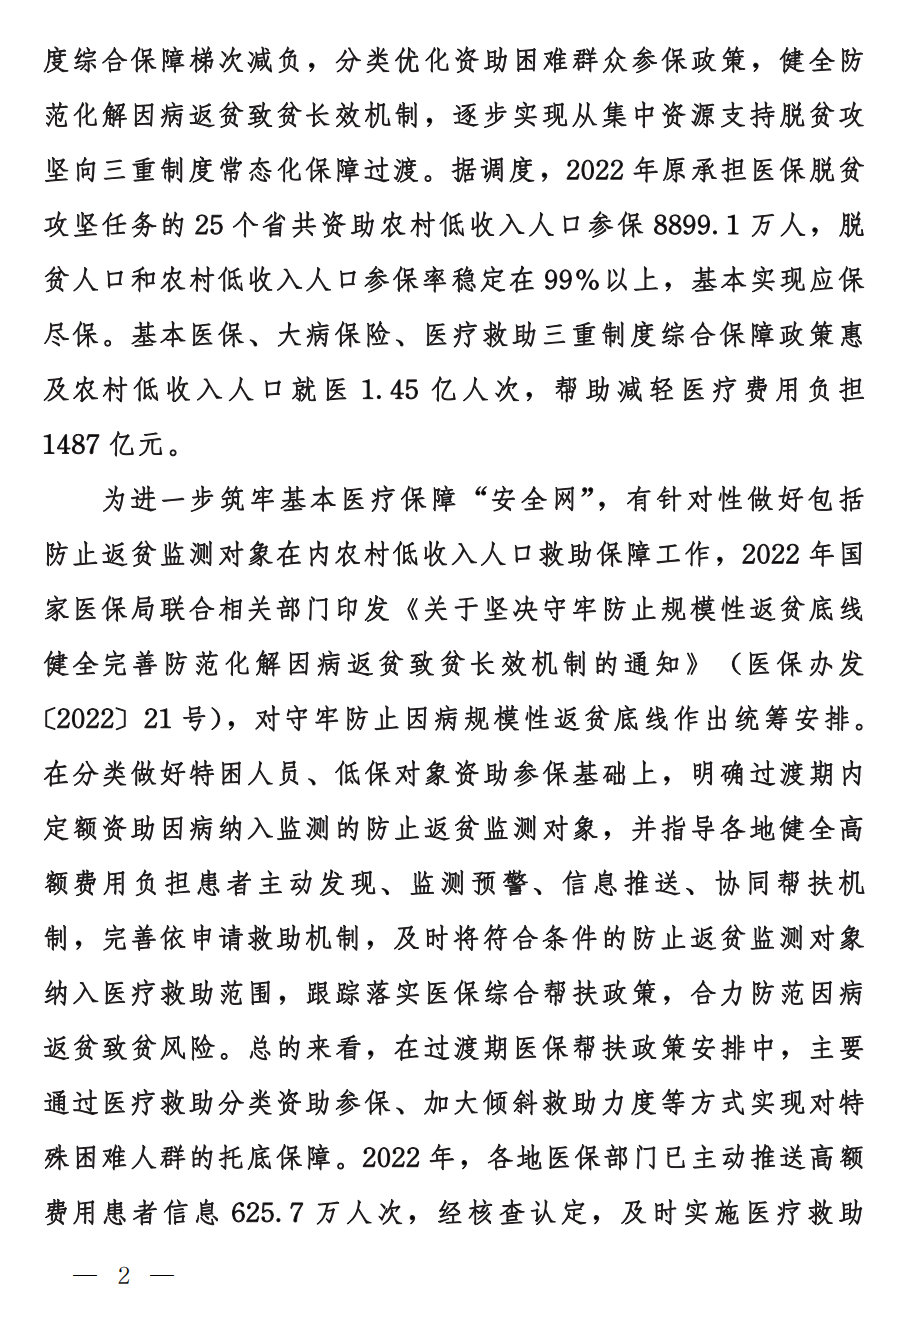 度综合保障梯次减负，分类优化资助困难群众参保政策，健全防
范化解因病返贫致贫长效机制，逐步实现从集中资源支持脱贫攻
坚向三重制度常态化保障过渡。据调度，2022 年原承担医保脱贫
攻坚任务的 25 个省共资助农村低收入人口参保 8899.1 万人，脱
贫人口和农村低收入人口参保率稳定在 99%以上，基本实现应保
尽保。基本医保、大病保险、医疗救助三重制度综合保障政策惠
及农村低收入人口就医 1.45 亿人次，帮助减轻医疗费用负担
1487 亿元。
为进一步筑牢基本医疗保障“安全网”，有针对性做好包括
防止返贫监测对象在内农村低收入人口救助保障工作，2022 年国
家医保局联合相关部门印发《关于坚决守牢防止规模性返贫底线
健全完善防范化解因病返贫致贫长效机制的通知》（医保办发
〔2022〕21 号），对守牢防止因病规模性返贫底线作出统筹安排。
在分类做好特困人员、低保对象资助参保基础上，明确过渡期内
定额资助因病纳入监测的防止返贫监测对象，并指导各地健全高
额费用负担患者主动发现、监测预警、信息推送、协同帮扶机
制，完善依申请救助机制，及时将符合条件的防止返贫监测对象
纳入医疗救助范围，跟踪落实医保综合帮扶政策，合力防范因病
返贫致贫风险。总的来看，在过渡期医保帮扶政策安排中，主要
通过医疗救助分类资助参保、加大倾斜救助力度等方式实现对特
殊困难人群的托底保障。2022 年，各地医保部门已主动推送高额
费用患者信息 625.7 万人次，经核查认定，及时实施医疗救助
— 2 —